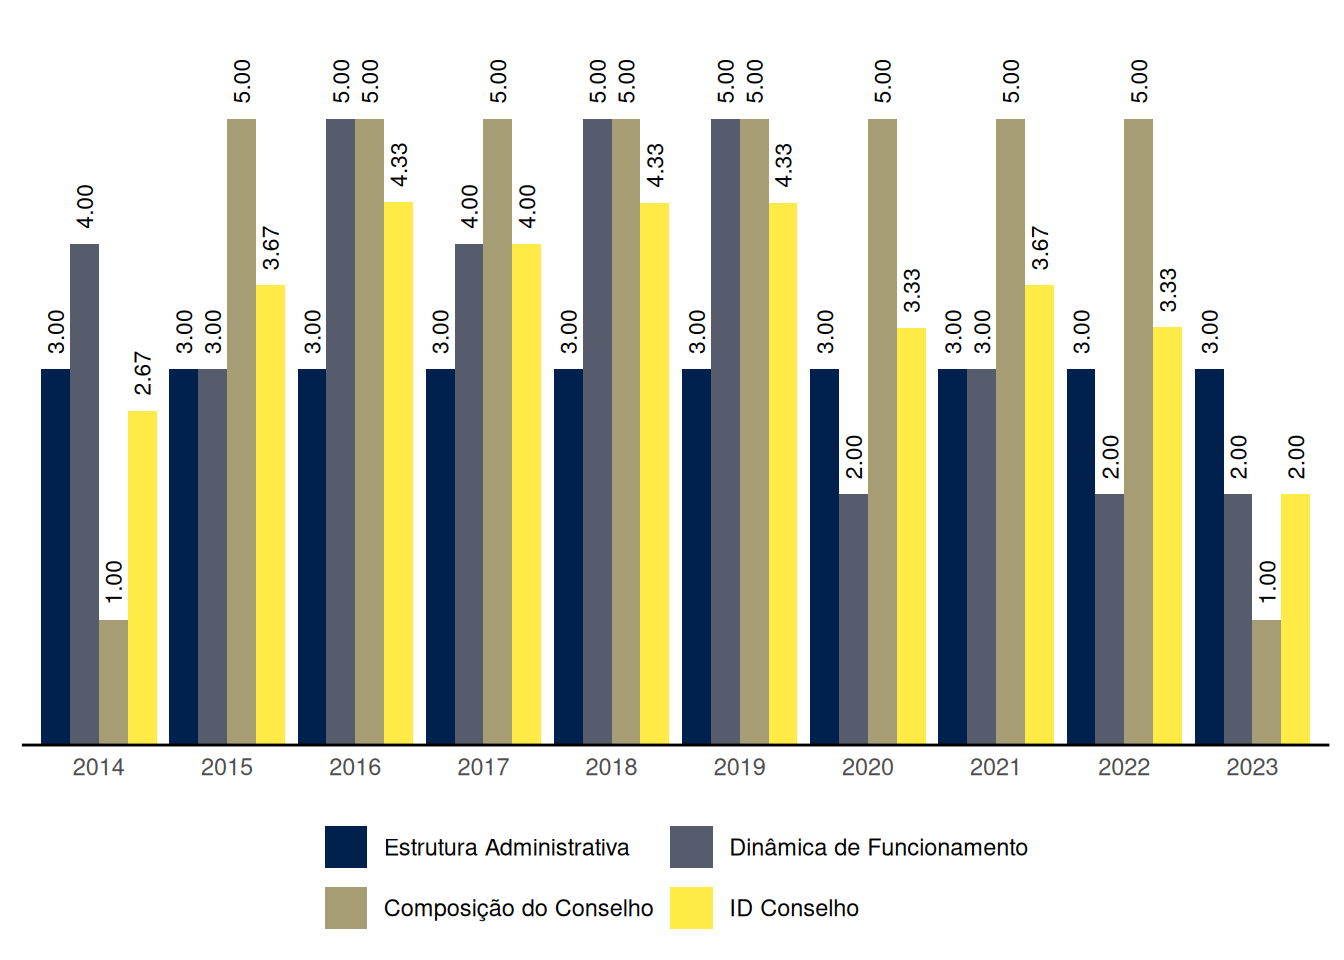 3.00 4.00 1.00 2.67
3.00 3.00 5.00 3.67
3.00 5.00 5.00 4.33
3.00 4.00 5.00 4.00
3.00 5.00 5.00 4.33
3.00 5.00 5.00 4.33
3.00 2.00 5.00 3.33
3.00 3.00 5.00 3.67
3.00 2.00 5.00 3.33
3.00 2.00 1.00 2.00
2014 2015 2016 2017 2018 2019 2020 2021 2022 2023
Estrutura Administrativa Dinâmica de Funcionamento
Composição do Conselho ID Conselho